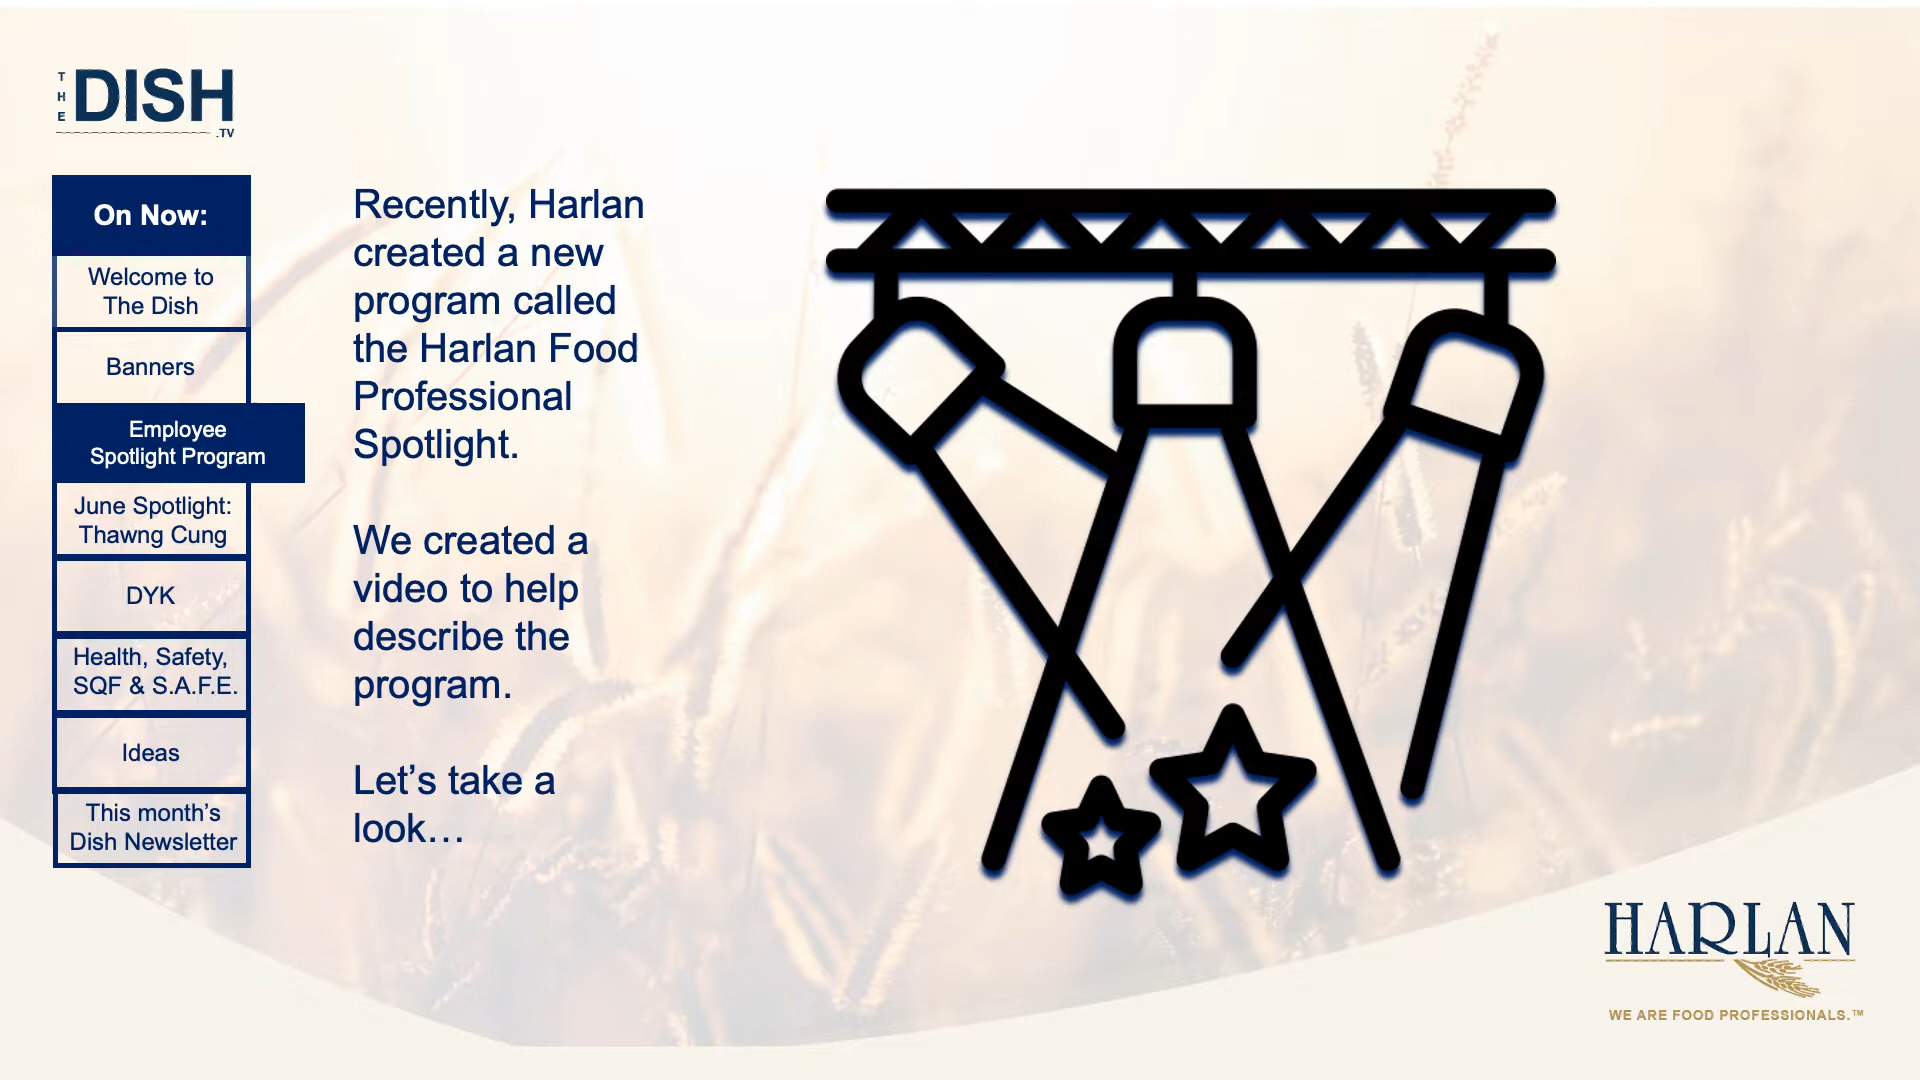 THE DISH
.TV
On Now:
Welcome to
The Dish
Banners
Employee
Spotlight Program
June Spotlight:
Thawng Cung
DYK
Health, Safety,
SQF & S.A.F.E.
Ideas
This month’s
Dish Newsletter
Recently, Harlan
created a new
program called
the Harlan Food
Professional
Spotlight.
We created a
video to help
describe the
program.
Let’s take a
look…
HARLAN
WE ARE FOOD PROFESSIONALS.™